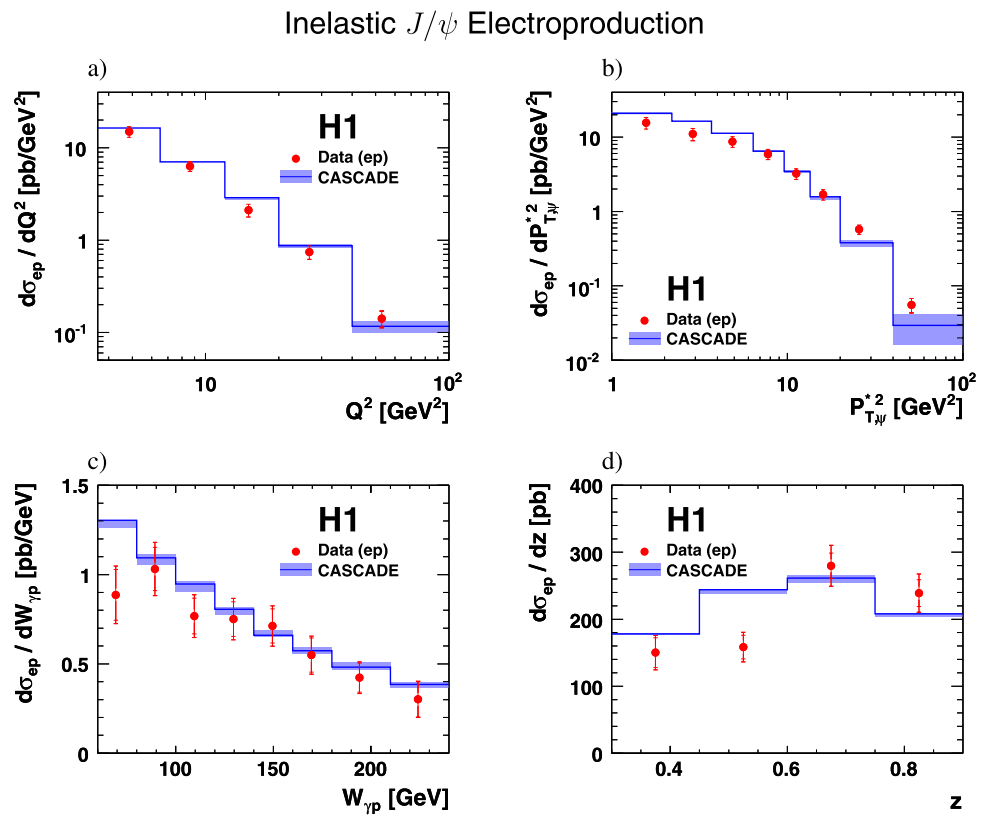 Inelastic J/ψ Electroproduction
a)
dσ_ep / dQ² [pb/GeV²]
10
1
10⁻¹
H1
Data (ep)
CASCADE
10
10²
Q² [GeV²]
b)
dσ_ep / dP*²_T,ψ [pb/GeV²]
10
1
10⁻¹
10⁻²
H1
Data (ep)
CASCADE
1
10
10²
P*²_T,ψ [GeV²]
c)
dσ_ep / dW_γp [pb/GeV]
1.5
1
0.5
0
H1
Data (ep)
CASCADE
100
150
200
W_γp [GeV]
d)
dσ_ep / dz [pb]
400
300
200
100
0
H1
Data (ep)
CASCADE
0.4
0.6
0.8
z